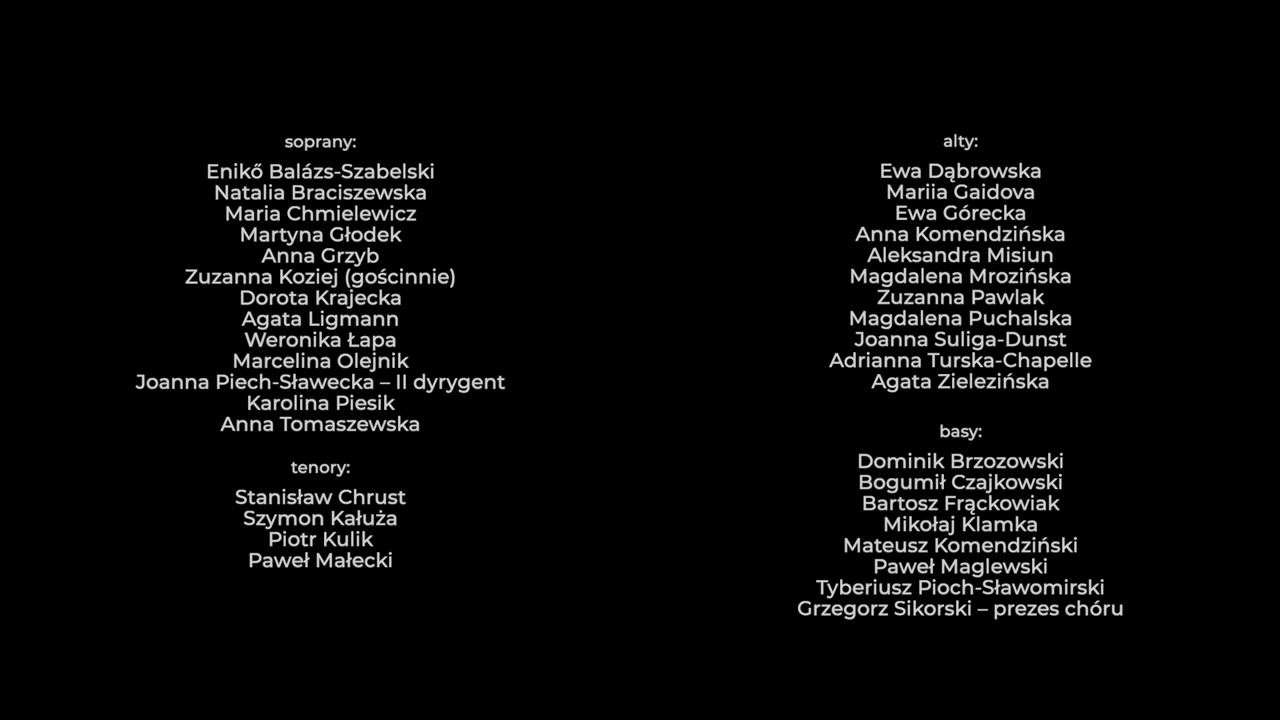 soprany:
Enikő Balázs-Szabelski
Natalia Braciszewska
Maria Chmielewicz
Martyna Głodek
Anna Grzyb
Zuzanna Koziej (gościnnie)
Dorota Krajecka
Agata Ligmann
Weronika Łapa
Marcelina Olejnik
Joanna Piech-Sławecka – II dyrygent
Karolina Piesik
Anna Tomaszewska
tenory:
Stanisław Chrust
Szymon Kałuża
Piotr Kulik
Paweł Małecki
alty:
Ewa Dąbrowska
Mariia Gaidova
Ewa Górecka
Anna Komendzińska
Aleksandra Misiun
Magdalena Mrozińska
Zuzanna Pawlak
Magdalena Puchalska
Joanna Suliga-Dunst
Adrianna Turska-Chapelle
Agata Zielezińska
basy:
Dominik Brzozowski
Bogumił Czajkowski
Bartosz Frąckowiak
Mikołaj Klamka
Mateusz Komendziński
Paweł Maglewski
Tyberiusz Pioch-Sławomirski
Grzegorz Sikorski – prezes chóru